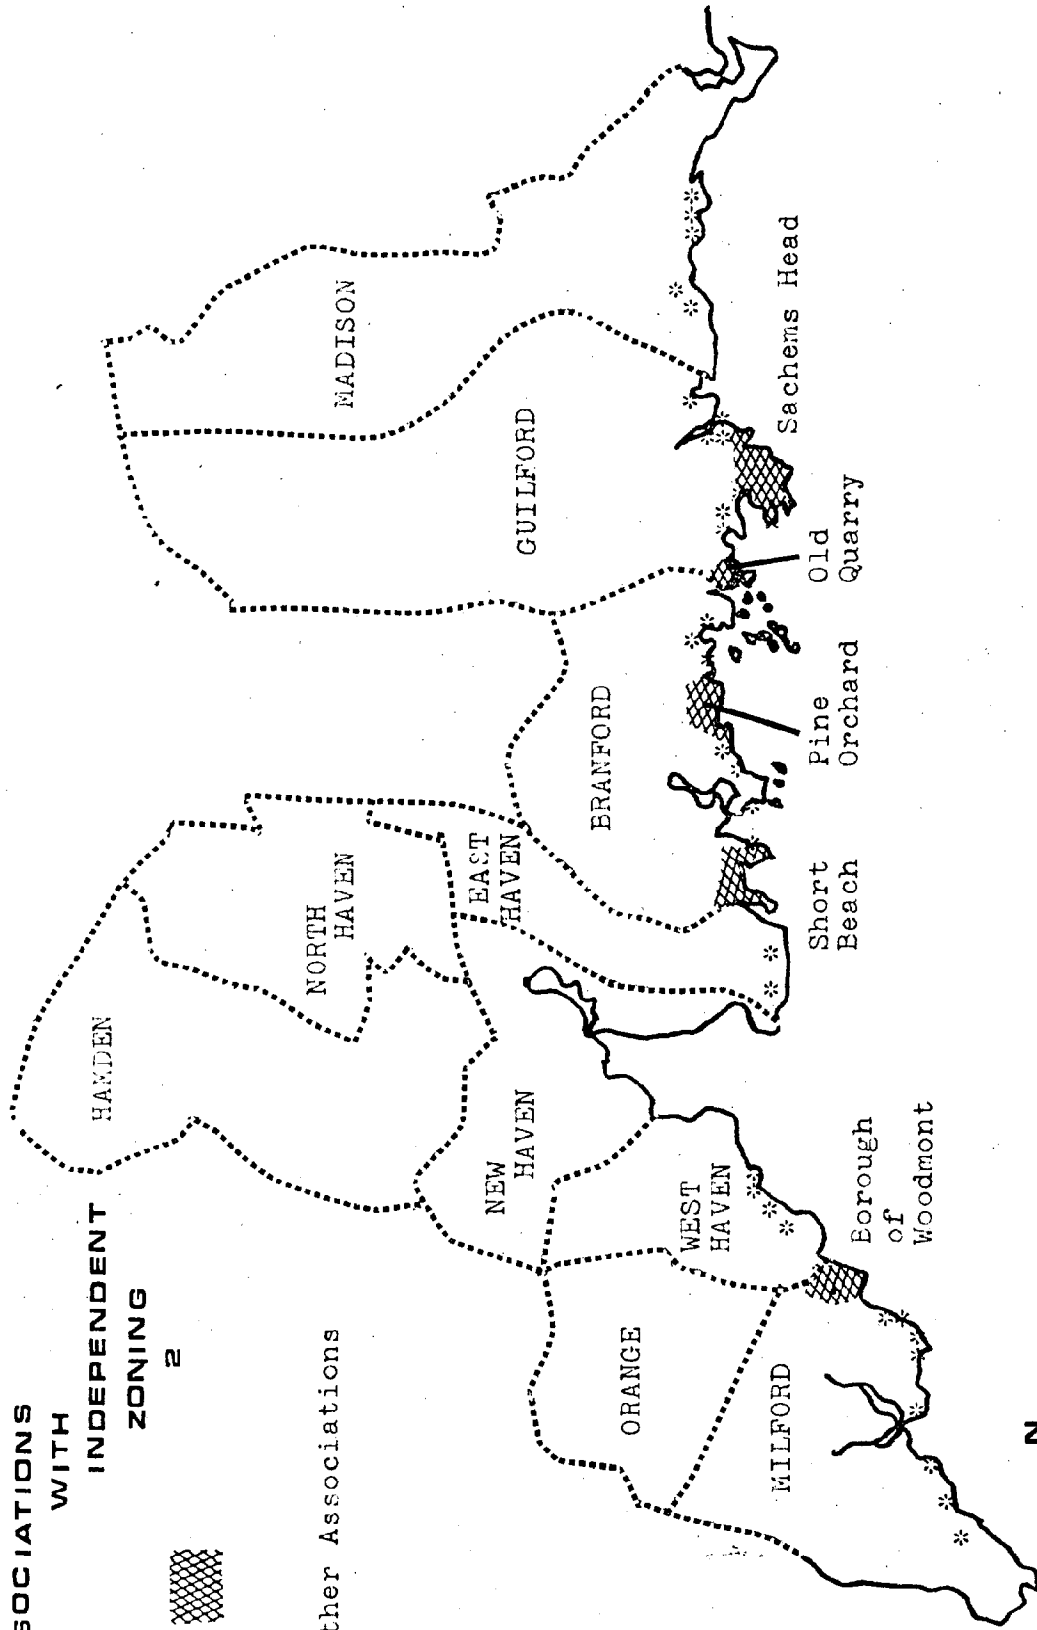 SOCIATIONS
WITH
INDEPENDENT
ZONING
2
ther Associations
HAMDEN
NORTH
HAVEN
MADISON
GUILFORD
EAST
HAVEN
BRANFORD
NEW
HAVEN
WEST
HAVEN
ORANGE
MILFORD
Sachems Head
Old
Quarry
Pine
Orchard
Short
Beach
Borough
of
Woodmont
N